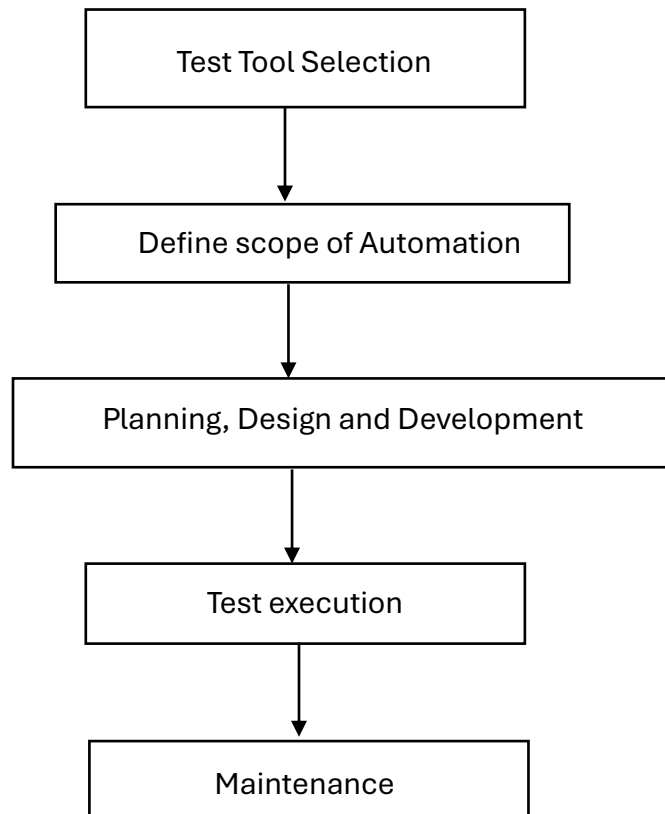 Test Tool Selection
Define scope of Automation
Planning, Design and Development
Test execution
Maintenance